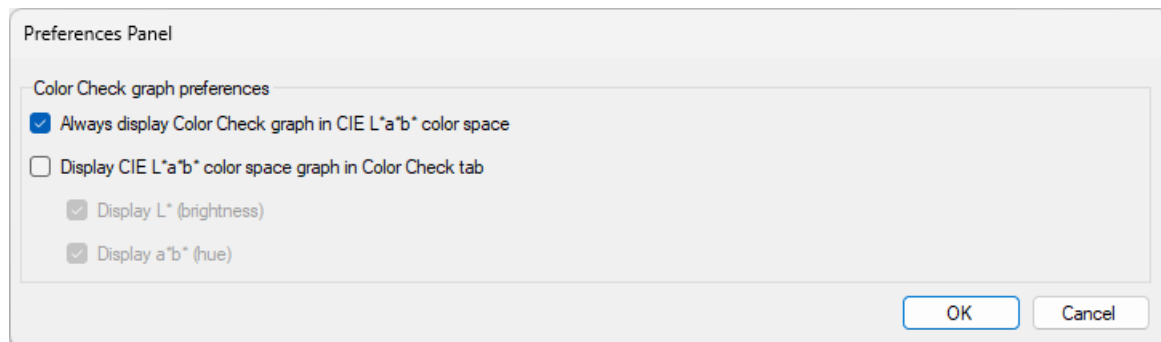 Preferences Panel
Color Check graph preferences
Always display Color Check graph in CIE L*a*b* color space
Display CIE L*a*b* color space graph in Color Check tab
Display L* (brightness)
Display a*b* (hue)
OK Cancel